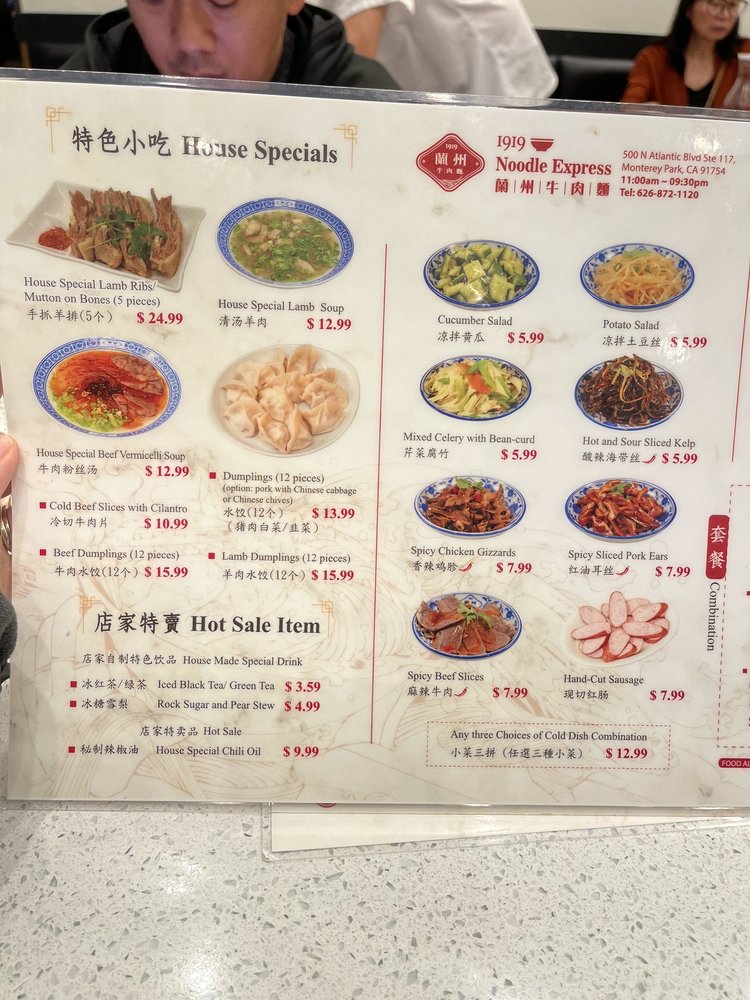 特色小吃 House Specials
House Special Lamb Ribs/
Mutton on Bones (5 pieces)
手抓羊排(5个) $ 24.99
House Special Lamb Soup
清汤羊肉 $ 12.99
House Special Beef Vermicelli Soup
牛肉粉丝汤 $ 12.99
Cold Beef Slices with Cilantro
冷切牛肉片 $ 10.99
Beef Dumplings (12 pieces)
牛肉水饺(12个) $ 15.99
Dumplings (12 pieces)
(option: pork with Chinese cabbage
or Chinese chives)
水饺(12个) $ 13.99
(猪肉白菜/韭菜)
Lamb Dumplings (12 pieces)
羊肉水饺(12个) $ 15.99
店家特賣 Hot Sale Item
店家自制特色饮品 House Made Special Drink
冰红茶/绿茶 Iced Black Tea/ Green Tea $ 3.59
冰糖雪梨 Rock Sugar and Pear Stew $ 4.99
店家特卖品 Hot Sale
秘制辣椒油 House Special Chili Oil $ 9.99
1919
蘭州
牛肉麵
1919
Noodle Express
蘭|州|牛|肉|麵
500 N Atlantic Blvd Ste 117,
Monterey Park, CA 91754
11:00am ~ 09:30pm
Tel: 626-872-1120
Cucumber Salad
凉拌黄瓜 $ 5.99
Potato Salad
凉拌土豆丝 $ 5.99
Mixed Celery with Bean-curd
芹菜腐竹 $ 5.99
Hot and Sour Sliced Kelp
酸辣海带丝 $ 5.99
Spicy Chicken Gizzards
香辣鸡胗 $ 7.99
Spicy Sliced Pork Ears
红油耳丝 $ 7.99
Spicy Beef Slices
麻辣牛肉 $ 7.99
Hand-Cut Sausage
现切红肠 $ 7.99
Any three Choices of Cold Dish Combination
小菜三拼 (任選三種小菜) $ 12.99
套餐
Combination
FOOD AL